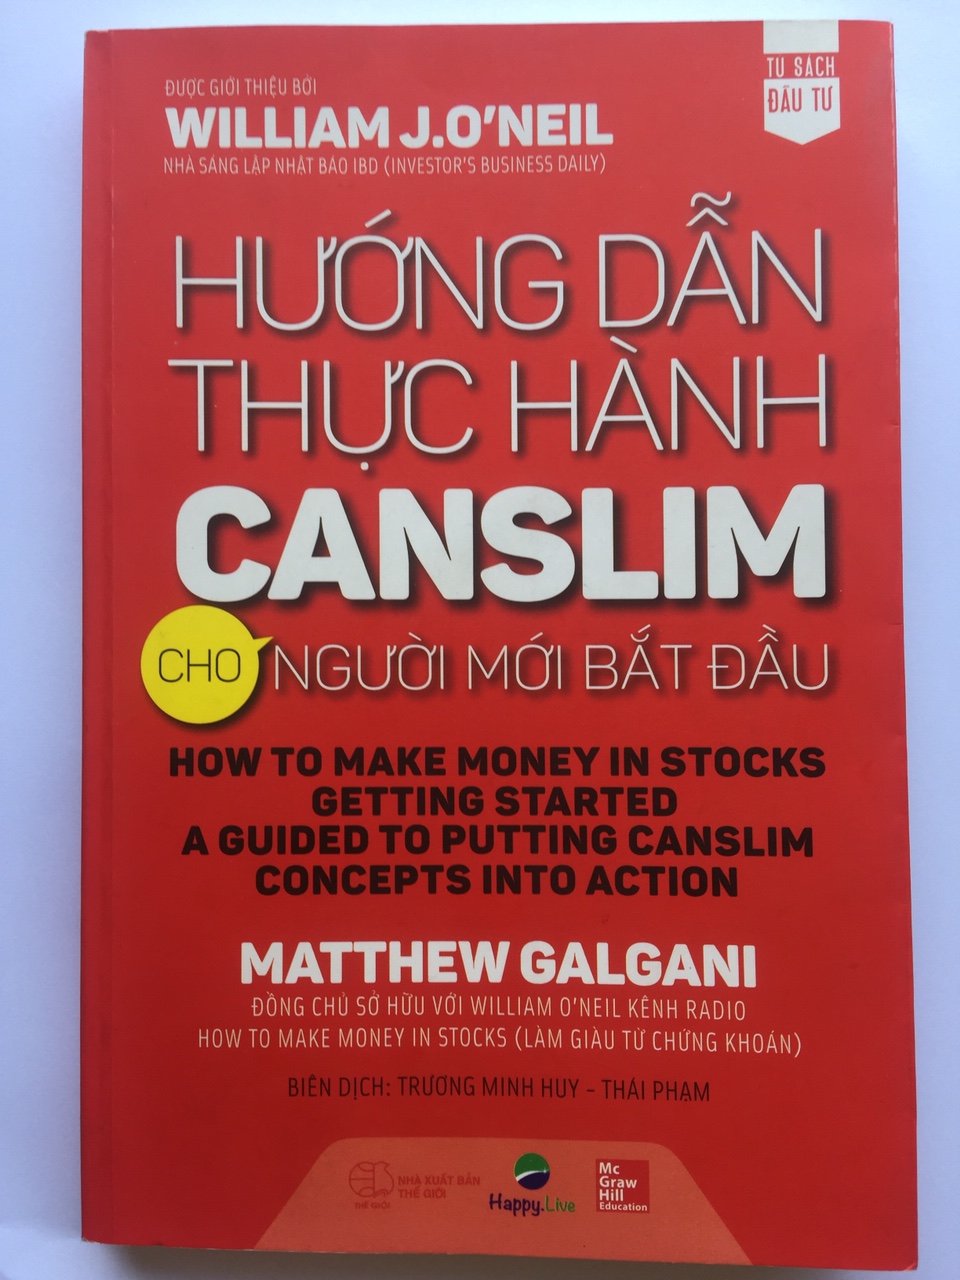 ĐƯỢC GIỚI THIỆU BỞI
WILLIAM J.O'NEIL
NHÀ SÁNG LẬP NHẬT BÁO IBD (INVESTOR'S BUSINESS DAILY)
TỦ SÁCH
ĐẦU TƯ
HƯỚNG DẪN
THỰC HÀNH
CANSLIM
CHO NGƯỜI MỚI BẮT ĐẦU
HOW TO MAKE MONEY IN STOCKS
GETTING STARTED
A GUIDED TO PUTTING CANSLIM
CONCEPTS INTO ACTION
MATTHEW GALGANI
ĐỒNG CHỦ SỞ HỮU VỚI WILLIAM O'NEIL KÊNH RADIO
HOW TO MAKE MONEY IN STOCKS (LÀM GIÀU TỪ CHỨNG KHOÁN)
BIÊN DỊCH: TRƯƠNG MINH HUY – THÁI PHẠM
NHÀ XUẤT BẢN
THẾ GIỚI
THẾ GIỚI
Happy.Live
Mc
Graw
Hill
Education